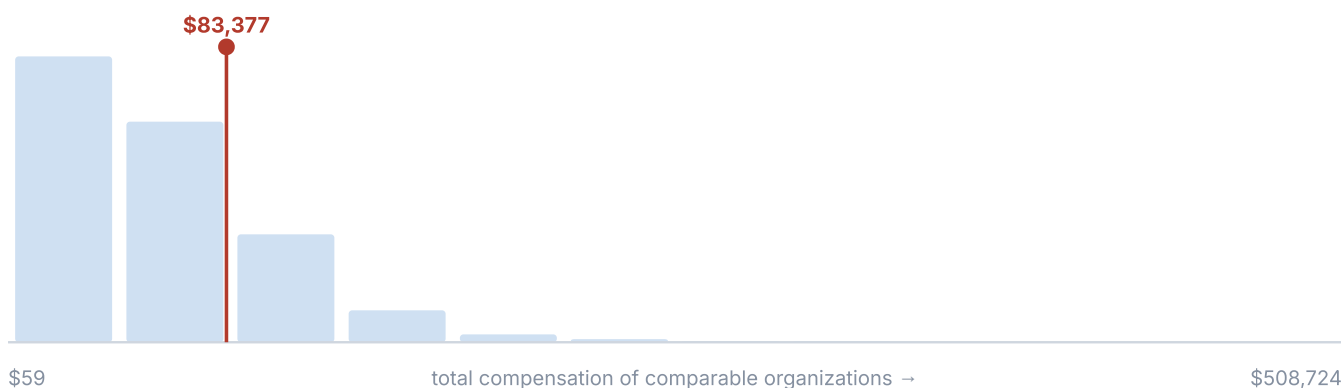 $83,377
$59
total compensation of comparable organizations →
$508,724